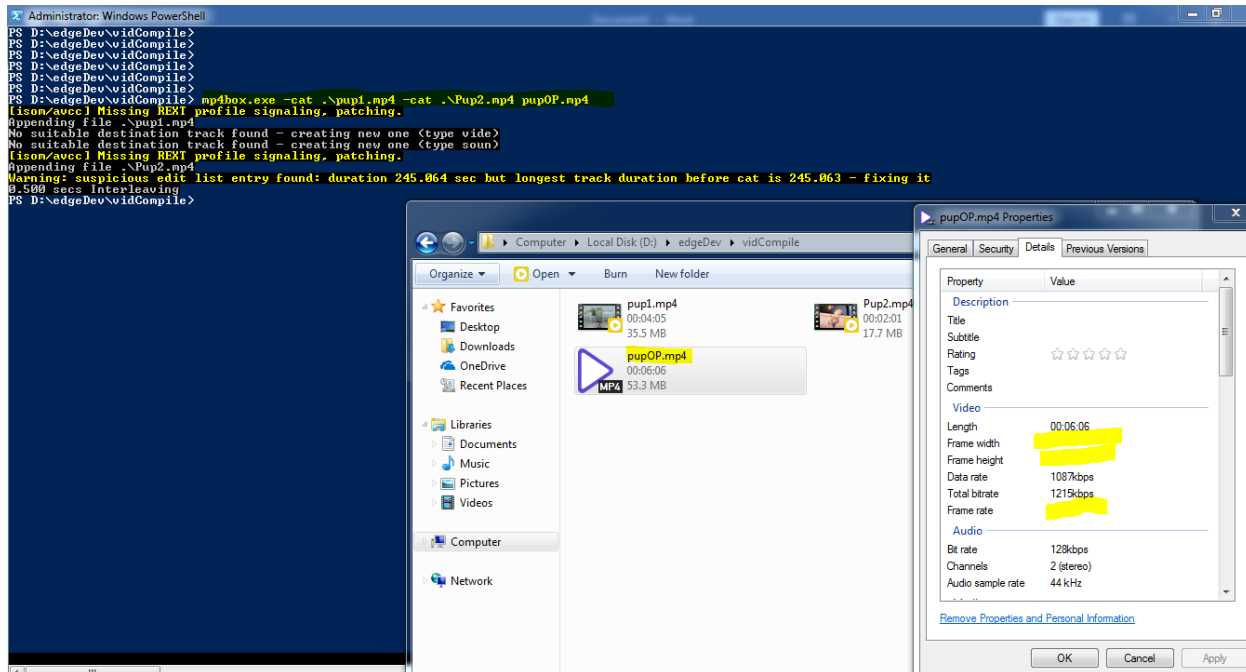 Administrator: Windows PowerShell
PS D:\edgeDev\vidCompile>
PS D:\edgeDev\vidCompile>
PS D:\edgeDev\vidCompile>
PS D:\edgeDev\vidCompile>
PS D:\edgeDev\vidCompile>
PS D:\edgeDev\vidCompile>
PS D:\edgeDev\vidCompile> mp4box.exe -cat .\pup1.mp4 -cat .\Pup2.mp4 pupOP.mp4
[isom/avcc] Missing REXT profile signaling, patching.
Appending file .\pup1.mp4
No suitable destination track found - creating new one (type vide)
No suitable destination track found - creating new one (type soun)
[isom/avcc] Missing REXT profile signaling, patching.
Appending file .\Pup2.mp4
Warning: suspicious edit list entry found: duration 245.064 sec but longest track duration before cat is 245.063 - fixing it
0.500 secs Interleaving
PS D:\edgeDev\vidCompile>
Computer Local Disk (D:) edgeDev vidCompile
Organize Open Burn New folder
Favorites
Desktop
Downloads
OneDrive
Recent Places
Libraries
Documents
Music
Pictures
Videos
Computer
Network
pup1.mp4
00:04:05
35.5 MB
Pup2.mp4
00:02:01
17.7 MB
pupOP.mp4
00:06:06
53.3 MB
MP4
pupOP.mp4 Properties
General Security Details Previous Versions
Property Value
Description
Title
Subtitle
Rating
Tags
Comments
Video
Length 00:06:06
Frame width
Frame height
Data rate 1087kbps
Total bitrate 1215kbps
Frame rate
Audio
Bit rate 128kbps
Channels 2 (stereo)
Audio sample rate 44 kHz
Remove Properties and Personal Information
OK Cancel Apply